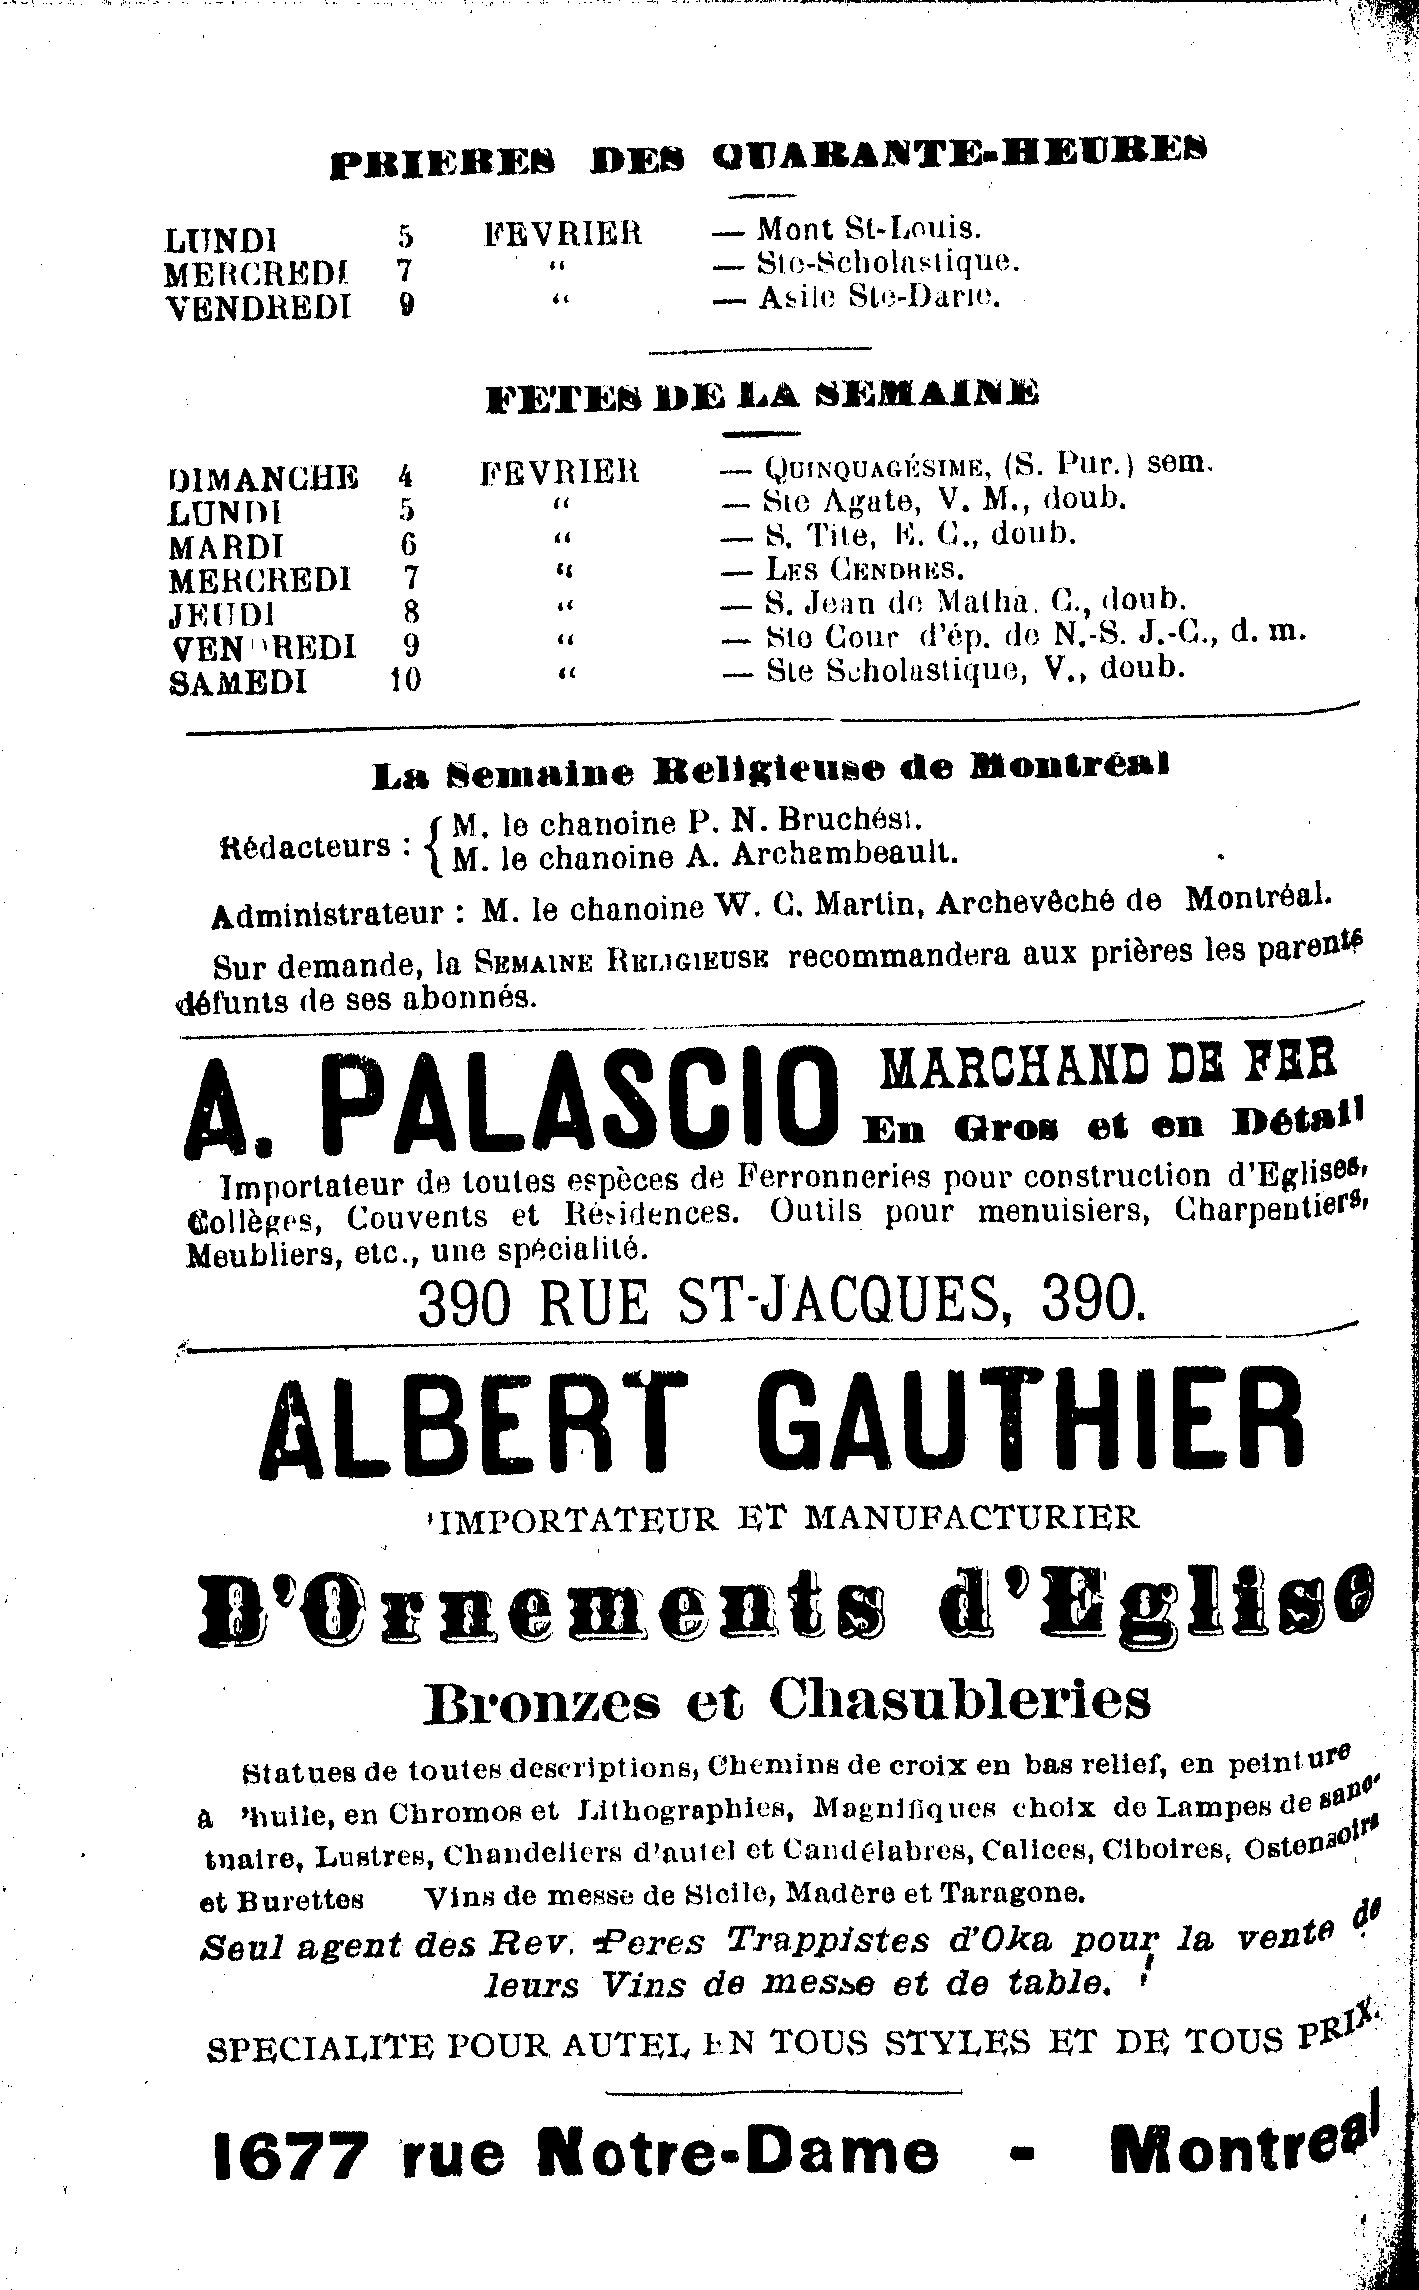 PRIERES DES QUARANTE-HEURES
LUNDI 5 FEVRIER — Mont St-Louis.
MERCREDI 7 “ — Ste-Scholastique.
VENDREDI 9 “ — Asile Ste-Darie.
FETES DE LA SEMAINE
DIMANCHE 4 FEVRIER — QUINQUAGÉSIME, (S. Pur.) sem.
LUNDI 5 “ — Ste Agate, V. M., doub.
MARDI 6 “ — S. Tite, E. C., doub.
MERCREDI 7 “ — LES CENDRES.
JEUDI 8 “ — S. Jean de Matha. C., doub.
VENDREDI 9 “ — Ste Cour d'ép. de N.-S. J.-C., d. m.
SAMEDI 10 “ — Ste Scholastique, V., doub.
La Semaine Religieuse de Montréal
Rédacteurs : { M. le chanoine P. N. Bruchési.
M. le chanoine A. Archambeault.
Administrateur : M. le chanoine W. C. Martin, Archevêché de Montréal.
Sur demande, la SEMAINE RELIGIEUSE recommandera aux prières les parents
défunts de ses abonnés.
A. PALASCIO MARCHAND DE FER
En Gros et en Détail
Importateur de toutes espèces de Ferronneries pour construction d'Eglises,
Collèges, Couvents et Résidences. Outils pour menuisiers, Charpentiers,
Meubliers, etc., une spécialité.
390 RUE ST-JACQUES, 390.
ALBERT GAUTHIER
IMPORTATEUR ET MANUFACTURIER
D'Ornements d'Eglise
Bronzes et Chasubleries
Statues de toutes descriptions, Chemins de croix en bas relief, en peinture
à 'huile, en Chromos et Lithographies, Magnifiques choix de Lampes de sanc-
tuaire, Lustres, Chandeliers d'autel et Candélabres, Calices, Ciboires, Ostensoirs
et Burettes Vins de messe de Sicile, Madère et Taragone.
Seul agent des Rev. Peres Trappistes d'Oka pour la vente de
leurs Vins de messe et de table.
SPECIALITE POUR AUTEL EN TOUS STYLES ET DE TOUS PRIX.
1677 rue Notre-Dame - Montreal